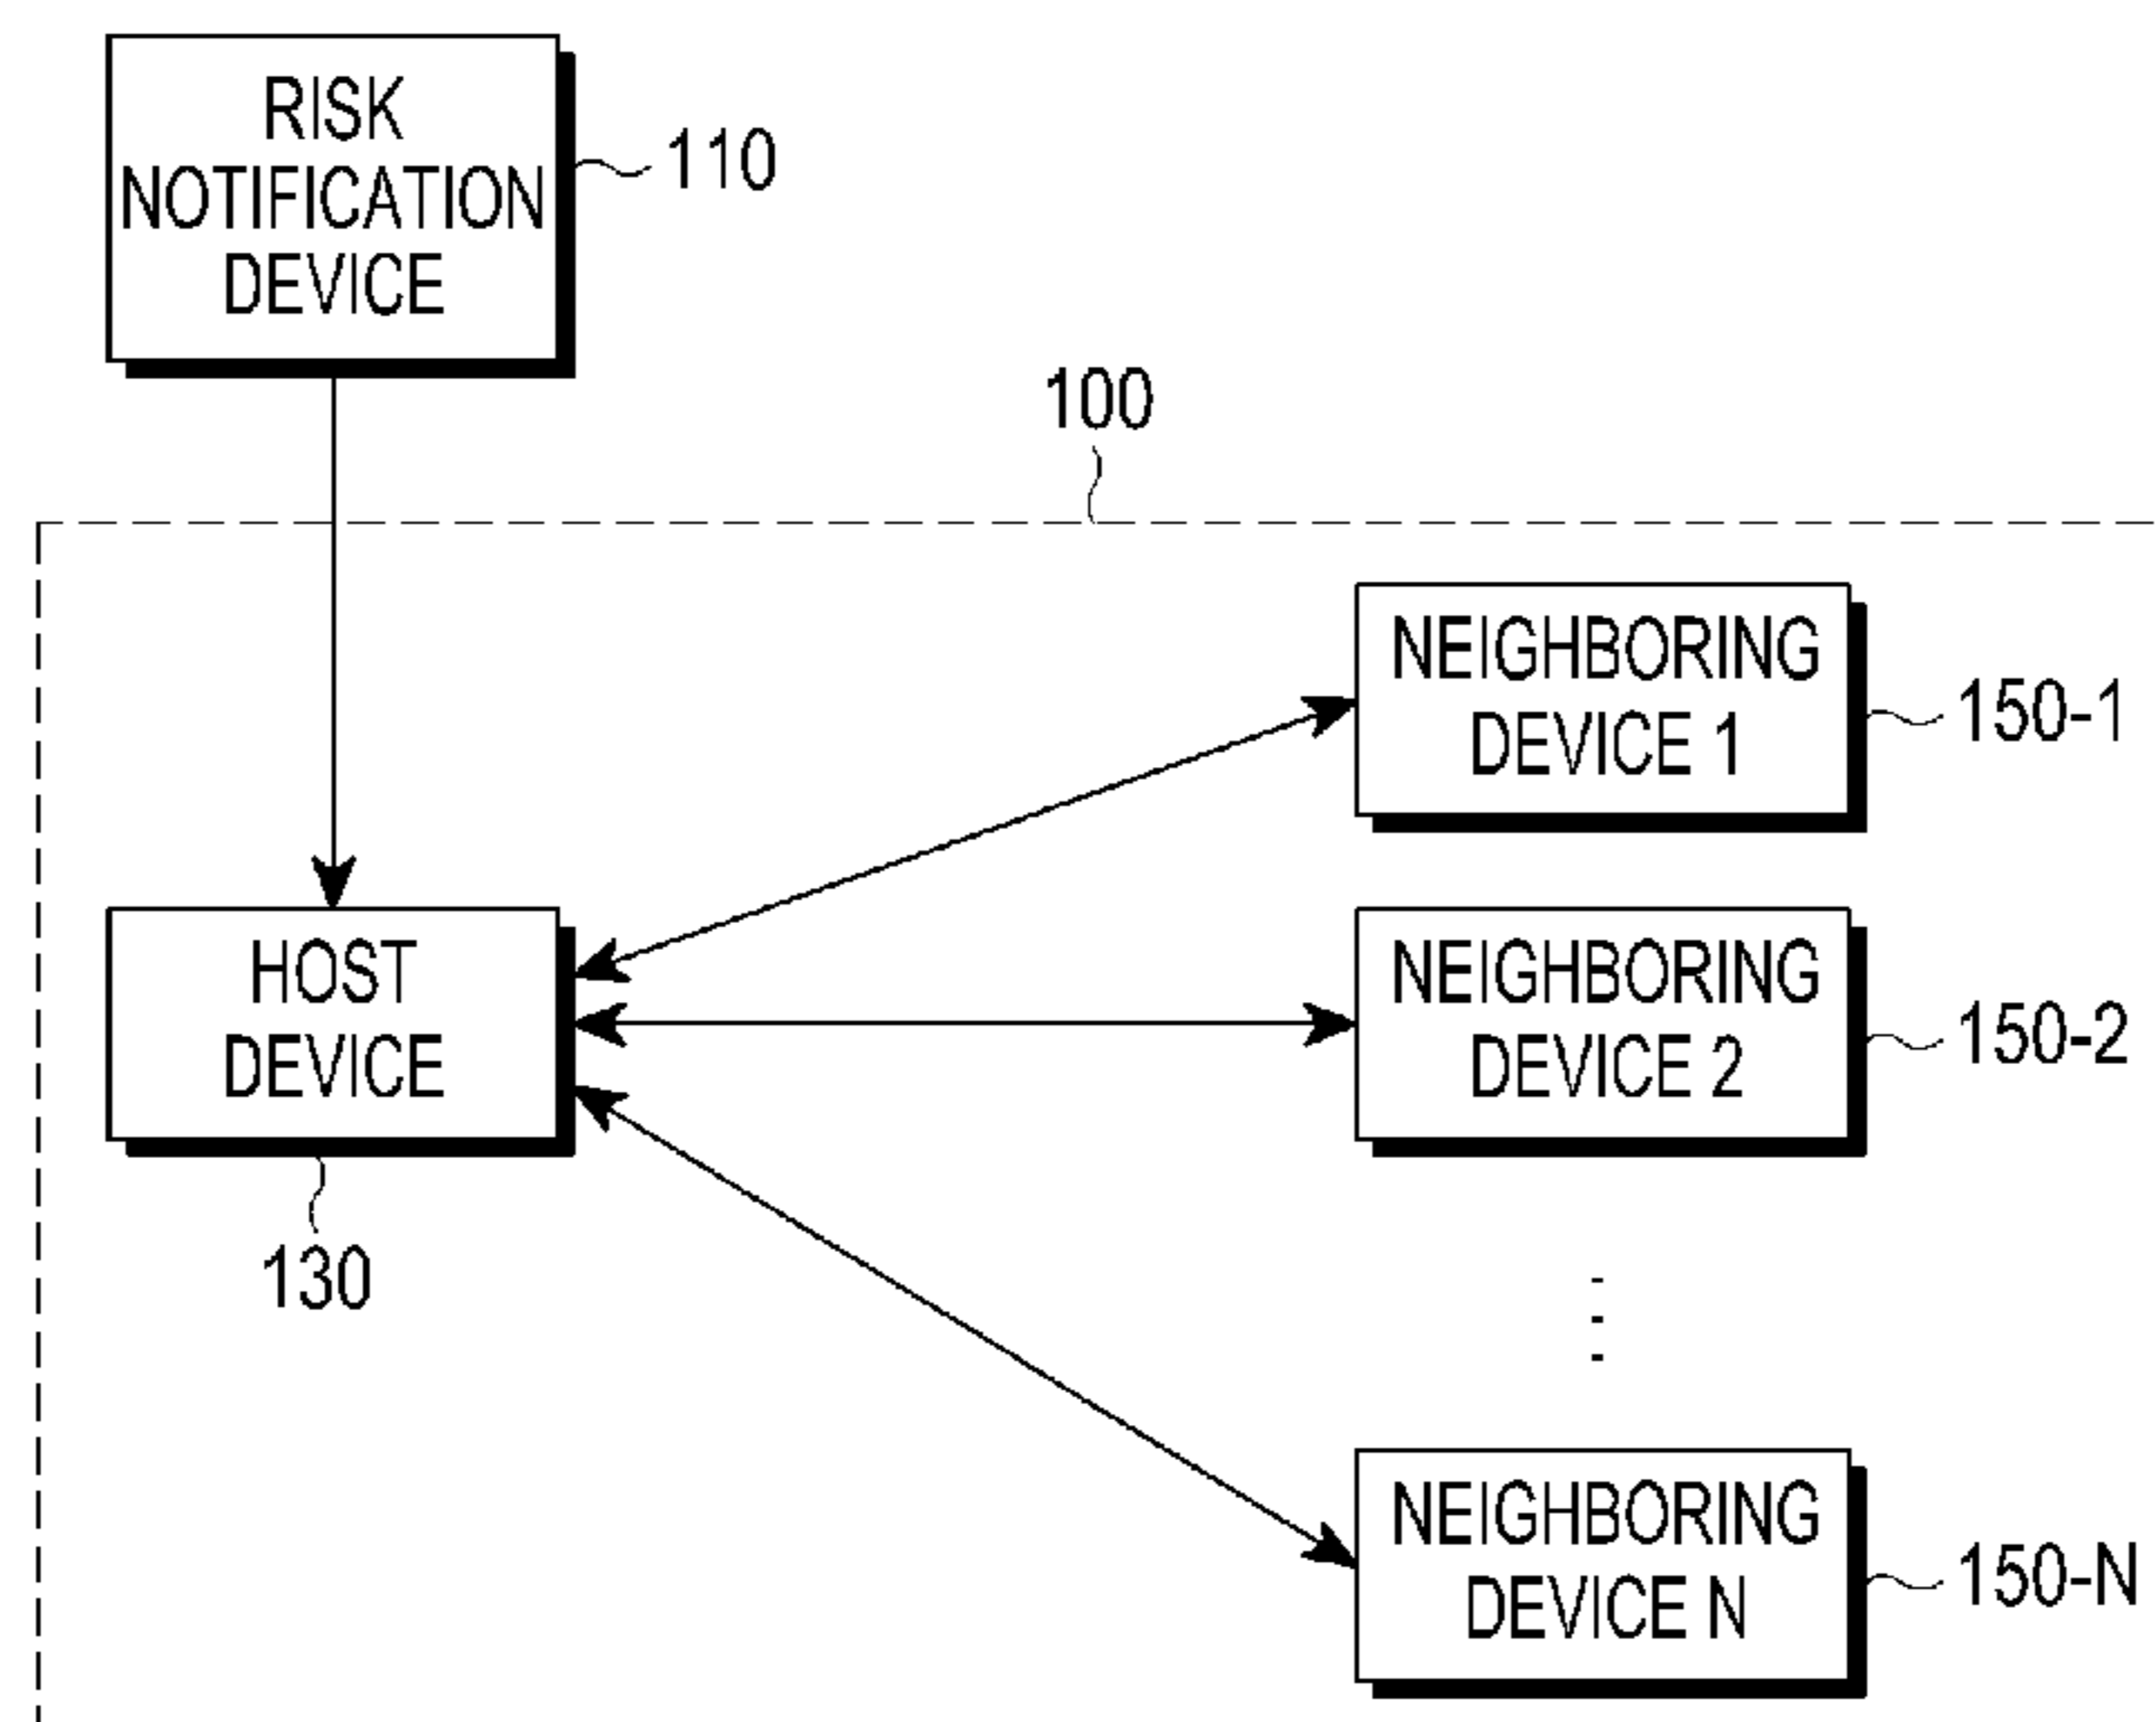 RISK
NOTIFICATION
DEVICE
110
100
NEIGHBORING
DEVICE 1
150-1
HOST
DEVICE
130
NEIGHBORING
DEVICE 2
150-2
NEIGHBORING
DEVICE N
150-N